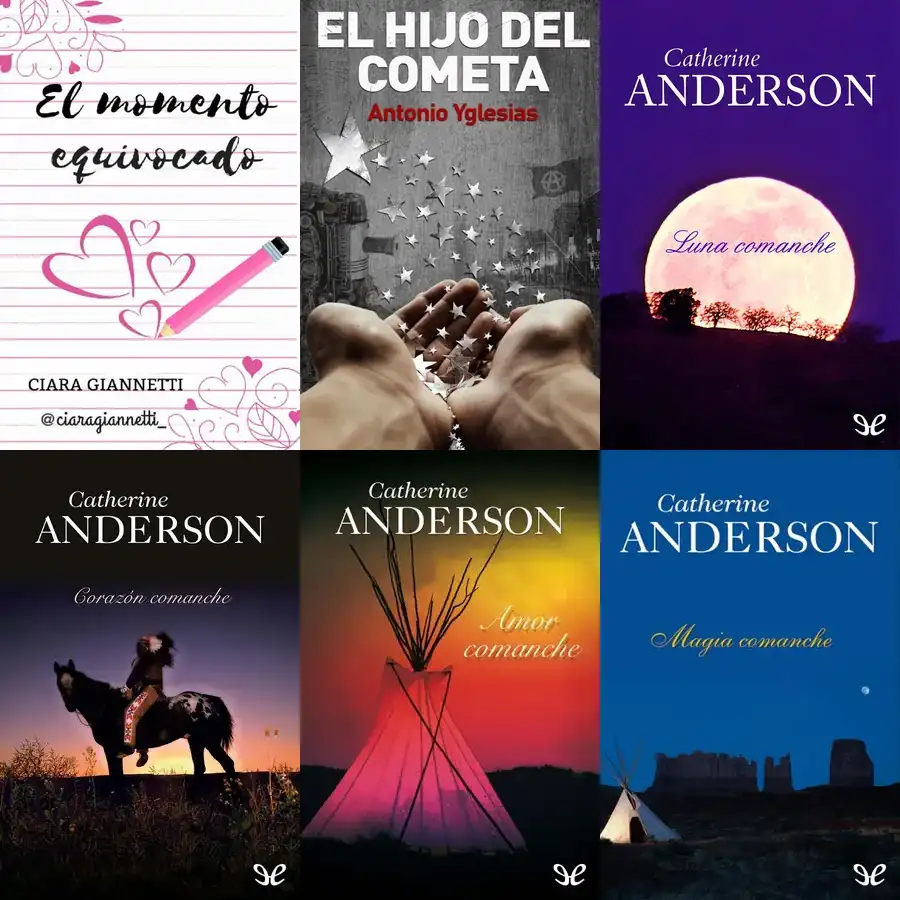 El momento
equivocado
CIARA GIANNETTI
@ciaragiannetti_
EL HIJO DEL
COMETA
Antonio Yglesias
Catherine
ANDERSON
Luna comanche
Catherine
ANDERSON
Corazón comanche
Catherine
ANDERSON
Amor
comanche
Catherine
ANDERSON
Magia comanche